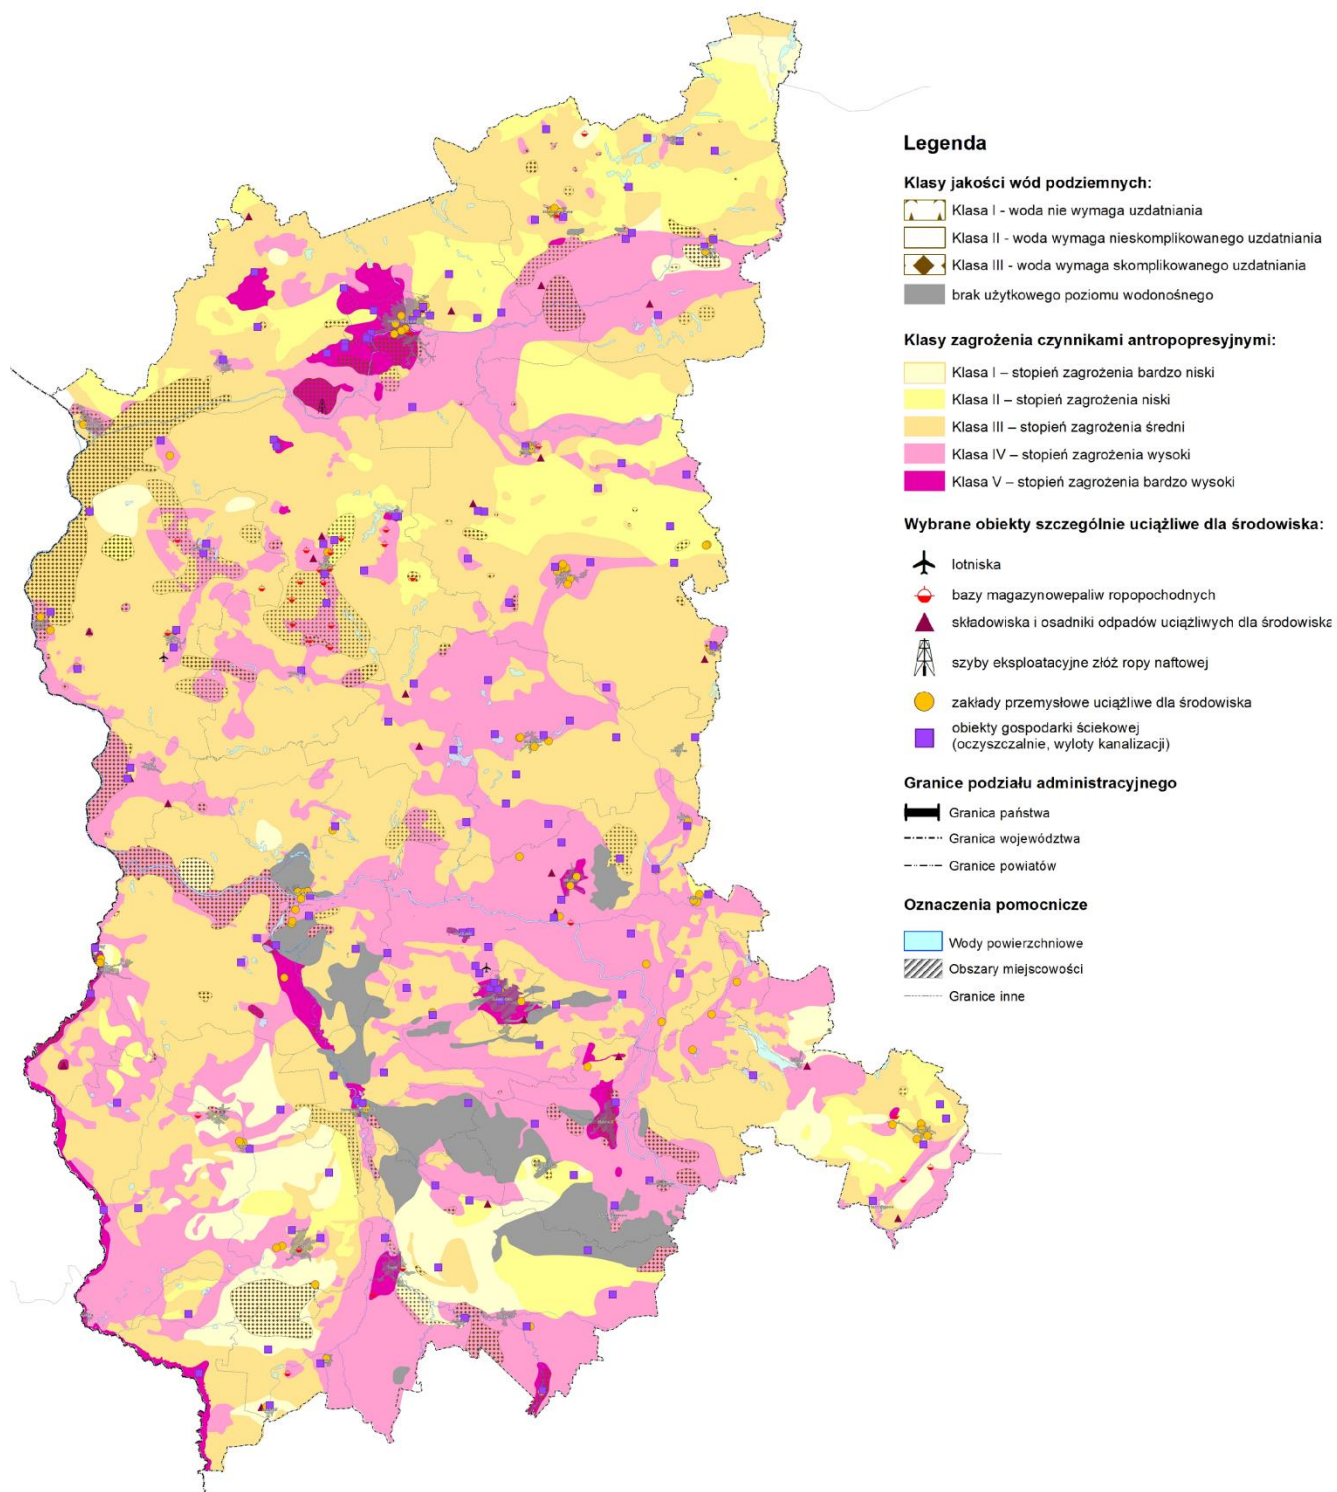 Legenda
Klasy jakości wód podziemnych:
Klasa I - woda nie wymaga uzdatniania
Klasa II - woda wymaga nieskomplikowanego uzdatniania
Klasa III - woda wymaga skomplikowanego uzdatniania
brak użytkowego poziomu wodonośnego
Klasy zagrożenia czynnikami antropopresyjnymi:
Klasa I – stopień zagrożenia bardzo niski
Klasa II – stopień zagrożenia niski
Klasa III – stopień zagrożenia średni
Klasa IV – stopień zagrożenia wysoki
Klasa V – stopień zagrożenia bardzo wysoki
Wybrane obiekty szczególnie uciążliwe dla środowiska:
lotniska
bazy magazynowepaliw ropopochodnych
składowiska i osadniki odpadów uciążliwych dla środowiska
szyby eksploatacyjne złóż ropy naftowej
zakłady przemysłowe uciążliwe dla środowiska
obiekty gospodarki ściekowej
(oczyszczalnie, wyloty kanalizacji)
Granice podziału administracyjnego
Granica państwa
Granica województwa
Granice powiatów
Oznaczenia pomocnicze
Wody powierzchniowe
Obszary miejscowości
Granice inne